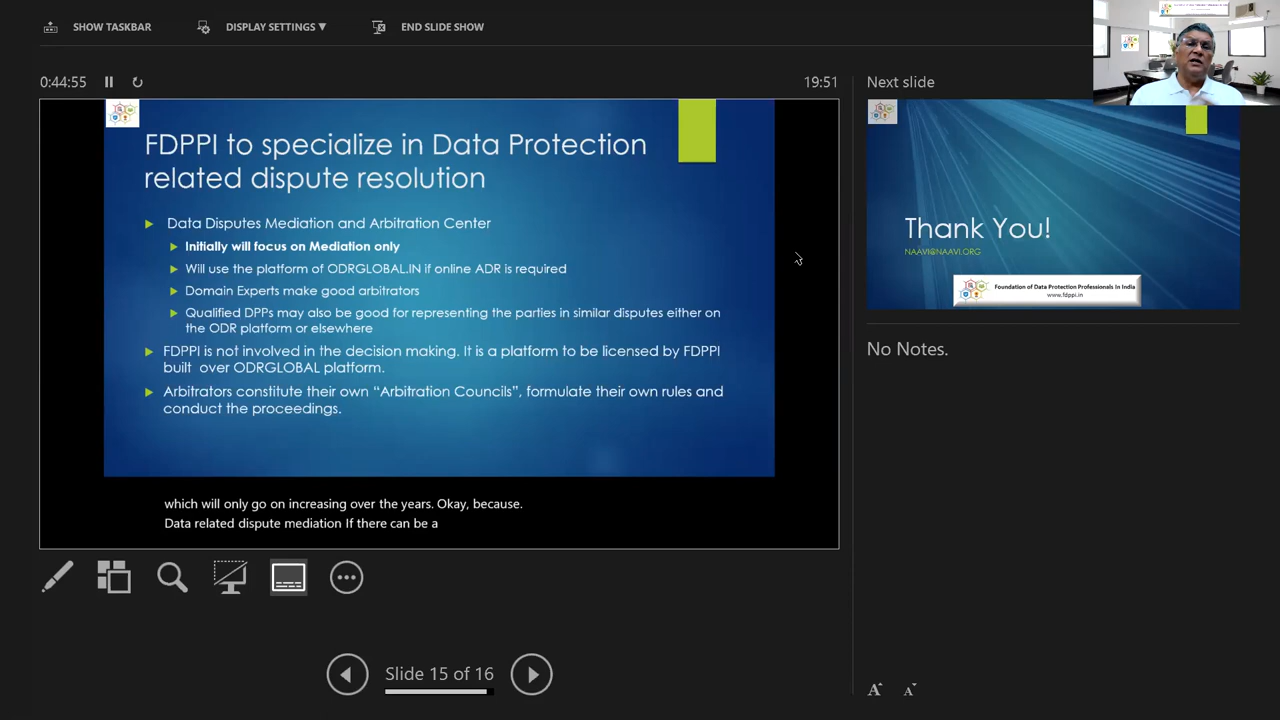 SHOW TASKBAR
DISPLAY SETTINGS ▼
END SLIDE SHOW
0:44:55
19:51
FDPPI to specialize in Data Protection
related dispute resolution
Data Disputes Mediation and Arbitration Center
Initially will focus on Mediation only
Will use the platform of ODRGLOBAL.IN if online ADR is required
Domain Experts make good arbitrators
Qualified DPPs may also be good for representing the parties in similar disputes either on
the ODR platform or elsewhere
FDPPI is not involved in the decision making. It is a platform to be licensed by FDPPI
built over ODRGLOBAL platform.
Arbitrators constitute their own “Arbitration Councils”, formulate their own rules and
conduct the proceedings.
which will only go on increasing over the years. Okay, because.
Data related dispute mediation If there can be a
Slide 15 of 16
Next slide
Thank You!
NAAVI@NAAVI.ORG
Foundation of Data Protection Professionals In India
www.fdppi.in
No Notes.
A A